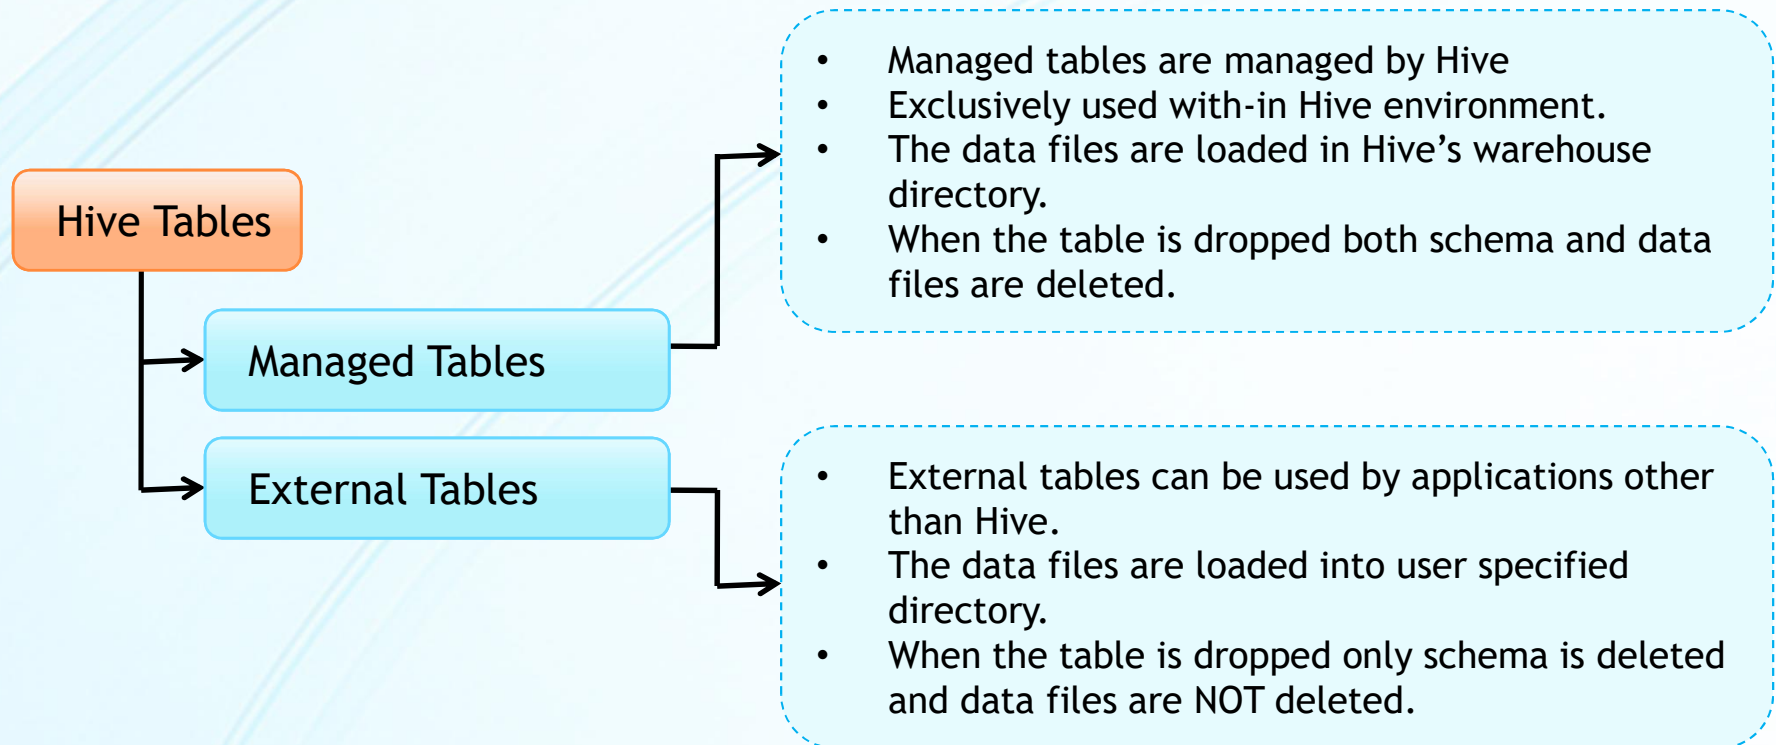 Hive Tables
Managed Tables
External Tables
• Managed tables are managed by Hive
• Exclusively used with-in Hive environment.
• The data files are loaded in Hive’s warehouse
directory.
• When the table is dropped both schema and data
files are deleted.
• External tables can be used by applications other
than Hive.
• The data files are loaded into user specified
directory.
• When the table is dropped only schema is deleted
and data files are NOT deleted.